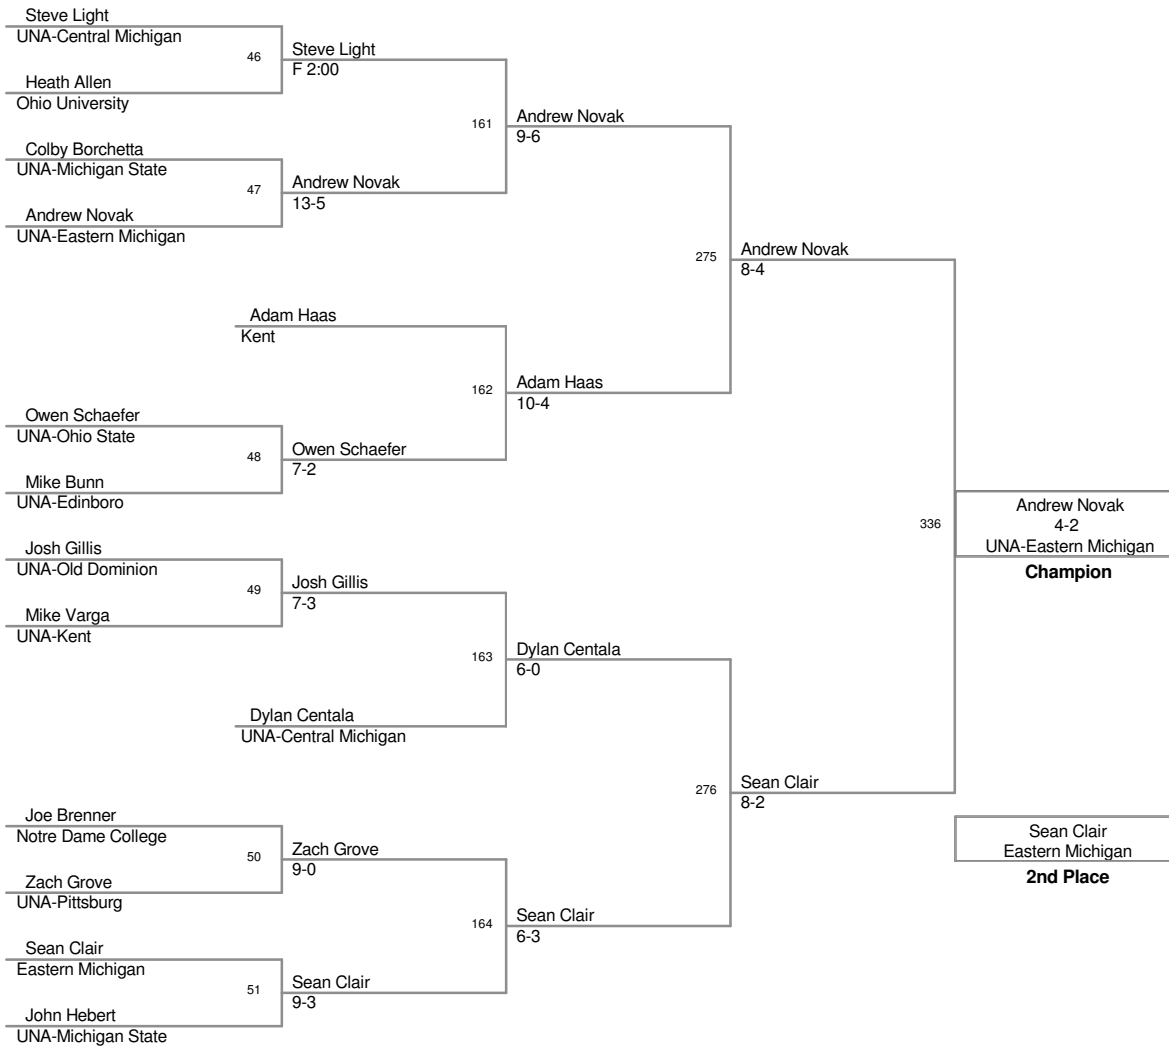 Steve Light
UNA-Central Michigan
46
Steve Light
F 2:00
Heath Allen
Ohio University
161
Andrew Novak
9-6
Colby Borchetta
UNA-Michigan State
47
Andrew Novak
13-5
Andrew Novak
UNA-Eastern Michigan
275
Andrew Novak
8-4
Adam Haas
Kent
162
Adam Haas
10-4
Owen Schaefer
UNA-Ohio State
48
Owen Schaefer
7-2
Mike Bunn
UNA-Edinboro
336
Andrew Novak
4-2
UNA-Eastern Michigan
Champion
Josh Gillis
UNA-Old Dominion
49
Josh Gillis
7-3
Mike Varga
UNA-Kent
163
Dylan Centala
6-0
Dylan Centala
UNA-Central Michigan
276
Sean Clair
8-2
Joe Brenner
Notre Dame College
50
Zach Grove
9-0
Zach Grove
UNA-Pittsburg
Sean Clair
Eastern Michigan
2nd Place
164
Sean Clair
6-3
Sean Clair
Eastern Michigan
51
Sean Clair
9-3
John Hebert
UNA-Michigan State